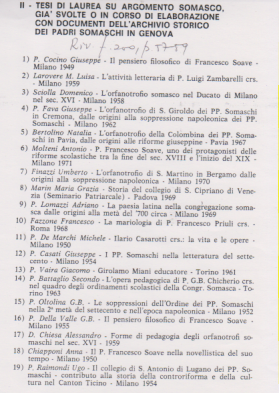 II - TESI DI LAUREA SU ARGOMENTO SOMASCO,
GIA' SVOLTE O IN CORSO DI ELABORAZIONE
CON DOCUMENTI DELL'ARCHIVIO STORICO
DEI PADRI SOMASCHI IN GENOVA
Riv f 200, p 57-59
1) P. Cocino Giuseppe - Il pensiero filosofico di Francesco Soave -
Milano 1949
2) Larovere M. Luisa - L'attività letteraria di P. Luigi Zambarelli crs.
- Milano 1959
3) Sciolla Domenico - L'orfanotrofio somasco nel Ducato di Milano
nel sec. XVI - Milano 1958
4) P. Fava Giuseppe - L'orfanotrofio di S. Giroldo dei PP. Somaschi
in Cremona, dalle origini alla soppressione napoleonica dei PP.
Somaschi - Milano 1962
5) Bertolino Natalia - L'orfanotrofio della Colombina dei PP. Soma-
schi in Pavia, dalle origini alle riforme giuseppine - Pavia 1967
6) Molteni Antonio - P. Francesco Soave, uno dei protagonisti delle
riforme scolastiche tra la fine del sec. XVIII e l'inizio del XIX -
Milano 1971
7) Finazzi Umberto - L'orfanotrofio di S. Martino in Bergamo dalle
origini alla soppressione napoleonica - Milano 1970
8) Marin Maria Grazia - Storia del collegio di S. Cipriano di Vene-
zia (Seminario Patriarcale) - Padova 1969
9) P. Lomazzi Adriano - La poesia latina nella congregazione soma-
sca dalle origini alla metà del '700 circa - Milano 1969
10) Fazzone Francesco - La mariologia di P. Francesco Priuli crs. -
Roma 1968
11) P. De Marchi Michele - Ilario Casarotti crs.: la vita e le opere -
Milano 1950
12) P. Casati Giuseppe - I PP. Somaschi nella letteratura del sette-
cento - Milano 1954
13) P. Vaira Giacomo - Girolamo Miani educatore - Torino 1961
14) P. Battaglio Secondo - L'opera pedagogica di P. G.B. Chicherio crs.
nel quadro degli ordinamenti scolastici della Congr. Somasca - To-
rino 1963
15) P. Oltolina G.B. - Le soppressioni dell'Ordine dei PP. Somaschi
nella 2ª metà del settecento e nell'epoca napoleonica - Milano 1952
16) P. Della Valle G.B. - Il pensiero filosofico di Francesco Soave -
Milano 1955
17) D. Chiesa Alessandro - Forme di pedagogia degli orfanotrofi so-
maschi nel sec. XVI - 1959
18) Chiapponi Anna - Il P. Francesco Soave nella novellistica del suo
tempo - Milano 1950
19) P. Raimondi Ugo - Il collegio di S. Antonio di Lugano dei PP. So-
maschi - contributo alla storia della controriforma e della cul-
tura nel Canton Ticino - Milano 1954